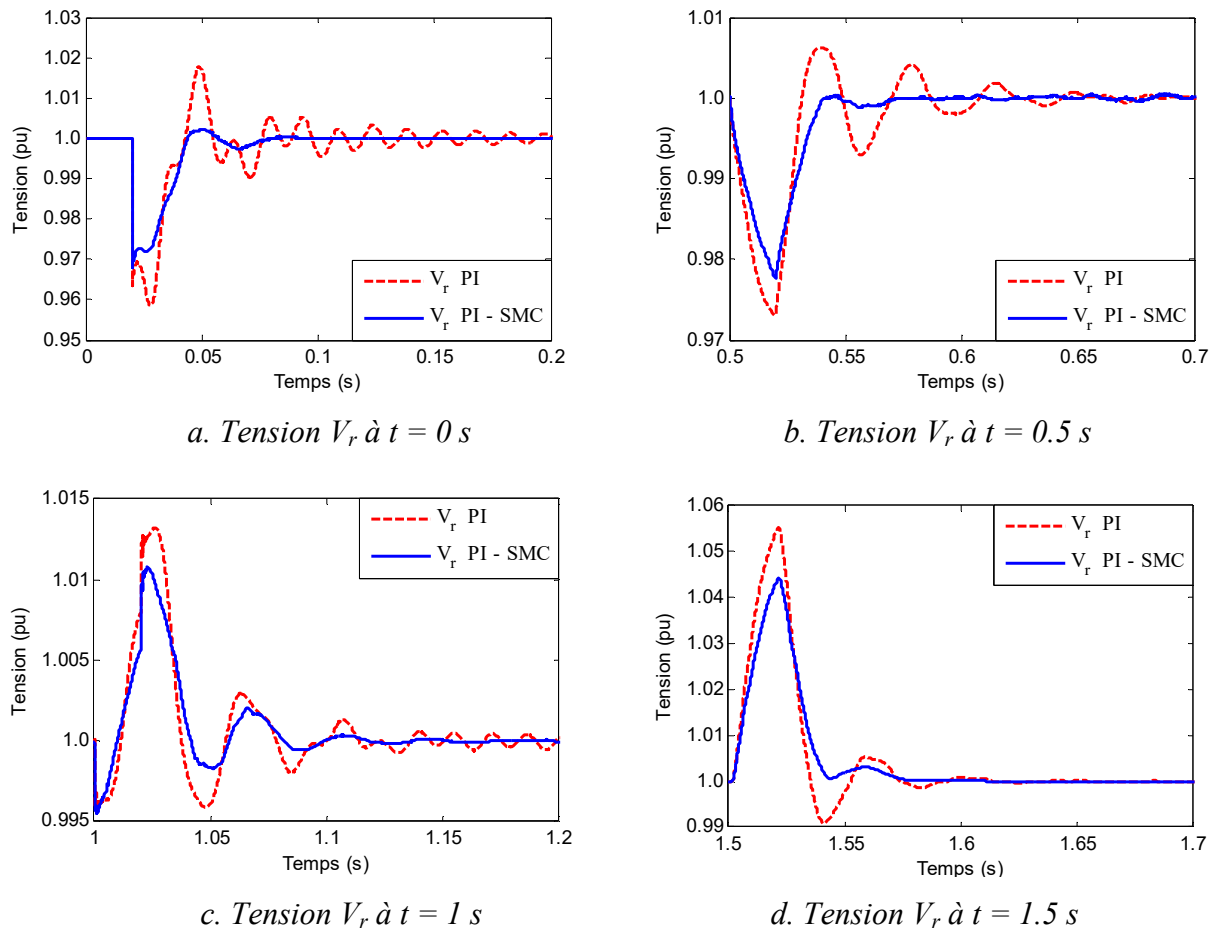 1.03
1.02
1.01
1.0
0.99
0.98
0.97
0.96
0.95
Tension (pu)
V_r PI
V_r PI - SMC
0 0.05 0.1 0.15 0.2
Temps (s)
a. Tension V_r à t = 0 s
1.01
1.0
0.99
0.98
0.97
Tension (pu)
V_r PI
V_r PI - SMC
0.5 0.55 0.6 0.65 0.7
Temps (s)
b. Tension V_r à t = 0.5 s
1.015
1.01
1.005
1.0
0.995
Tension (pu)
V_r PI
V_r PI - SMC
1 1.05 1.1 1.15 1.2
Temps (s)
c. Tension V_r à t = 1 s
1.06
1.05
1.04
1.03
1.02
1.01
1.0
0.99
Tension (pu)
V_r PI
V_r PI - SMC
1.5 1.55 1.6 1.65 1.7
Temps (s)
d. Tension V_r à t = 1.5 s